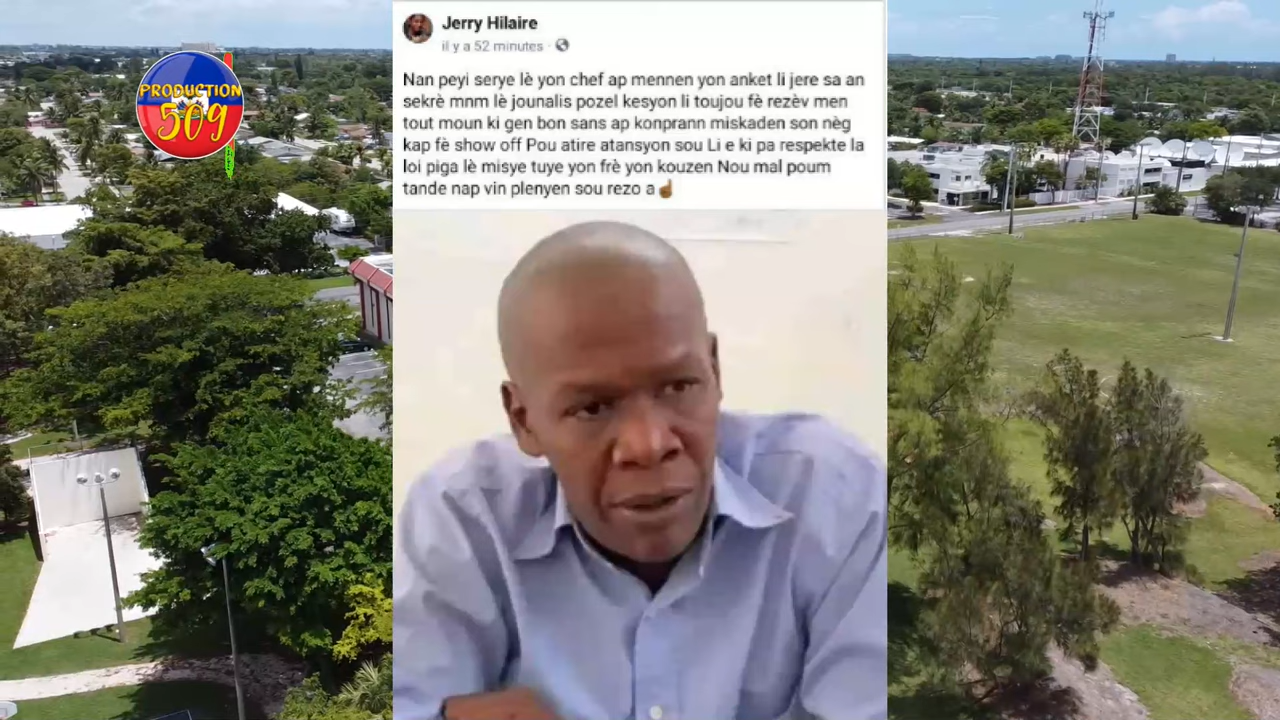 PRODUCTION
509
Jerry Hilaire
il y a 52 minutes ·
Nan peyi serye lè yon chef ap mennen yon anket li jere sa an
sekrè mnm lè jounalis pozel kesyon li toujou fè rezèv men
tout moun ki gen bon sans ap konprann miskaden son nèg
kap fè show off Pou atire atansyon sou Li e ki pa respekte la
loi piga lè misye tuye yon frè yon kouzen Nou mal poum
tande nap vin plenyen sou rezo a☝🏾